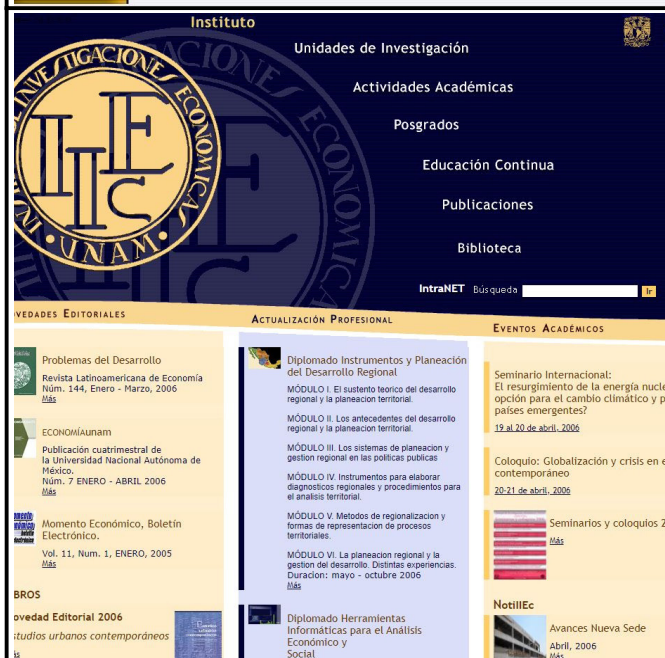 Instituto
Unidades de Investigación
Actividades Académicas
Posgrados
Educación Continua
Publicaciones
Biblioteca
IntraNET Búsqueda Ir
INVESTIGACIONES ECONOMICAS
UNAM
IIEc
VEDADES EDITORIALES
Problemas del Desarrollo
Revista Latinoamericana de Economía
Núm. 144, Enero - Marzo, 2006
Más
ECONOMÍAunam
Publicación cuatrimestral de
la Universidad Nacional Autónoma de
México.
Núm. 7 ENERO - ABRIL 2006
Más
Momento Económico, Boletín
Electrónico.
Vol. 11, Num. 1, ENERO, 2005
Más
BROS
ovedad Editorial 2006
studios urbanos contemporáneos
ás
ACTUALIZACIÓN PROFESIONAL
Diplomado Instrumentos y Planeación
del Desarrollo Regional
MÓDULO I. El sustento teorico del desarrollo
regional y la planeacion territorial.
MÓDULO II. Los antecedentes del desarrollo
regional y la planeacion territorial.
MÓDULO III. Los sistemas de planeacion y
gestion regional en las politicas publicas
MÓDULO IV. Instrumentos para elaborar
diagnosticos regionales y procedimientos para
el analisis territorial.
MÓDULO V. Metodos de regionalizacion y
formas de representacion de procesos
territoriales.
MÓDULO VI. La planeacion regional y la
gestion del desarrollo. Distintas experiencias.
Duracion: mayo - octubre 2006
Más
Diplomado Herramientas
Informáticas para el Análisis
Económico y
Social
EVENTOS ACADÉMICOS
Seminario Internacional:
El resurgimiento de la energía nucle
opción para el cambio climático y p
países emergentes?
19 al 20 de abril, 2006
Coloquio: Globalización y crisis en e
contemporáneo
20-21 de abril, 2006
Seminarios y coloquios 2
Más
NotiIIEc
Avances Nueva Sede
Abril, 2006
Más